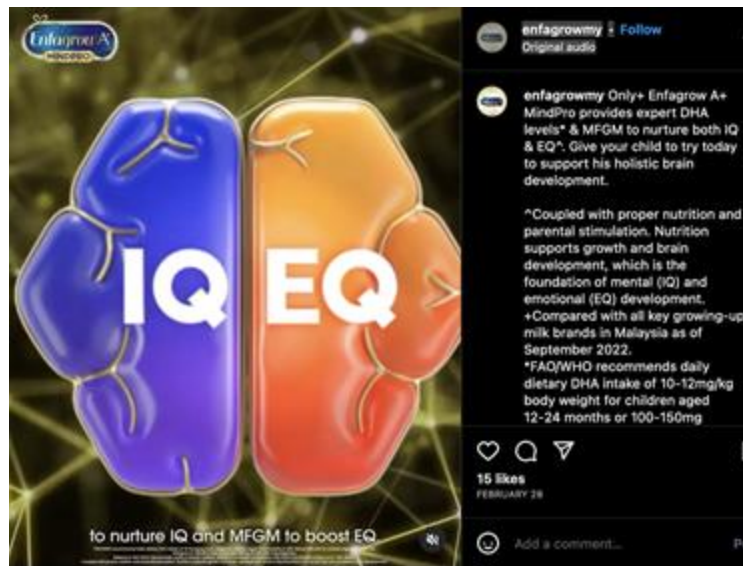 Enfagrow A+
MINDPRO
IQ EQ
to nurture IQ and MFGM to boost EQ
enfagrowmy • Follow
Original audio
enfagrowmy Only+ Enfagrow A+
MindPro provides expert DHA
levels* & MFGM to nurture both IQ
& EQ^. Give your child to try today
to support his holistic brain
development.
^Coupled with proper nutrition and
parental stimulation. Nutrition
supports growth and brain
development, which is the
foundation of mental (IQ) and
emotional (EQ) development.
+Compared with all key growing-up
milk brands in Malaysia as of
September 2022.
*FAO/WHO recommends daily
dietary DHA intake of 10-12mg/kg
body weight for children aged
12-24 months or 100-150mg
15 likes
FEBRUARY 28
Add a comment...